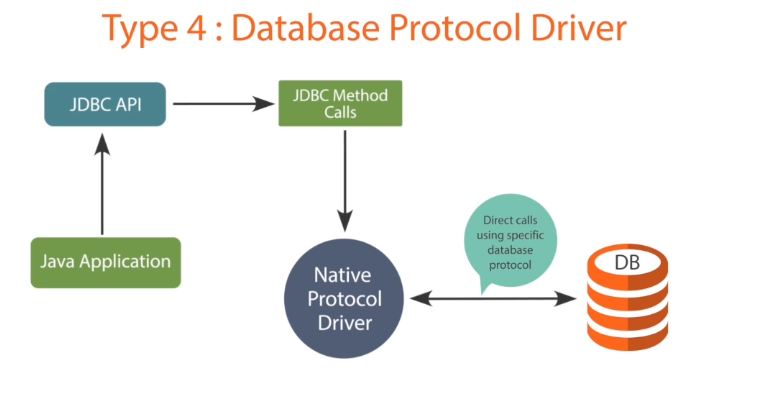 Type 4 : Database Protocol Driver
JDBC API
JDBC Method
Calls
Java Application
Native
Protocol
Driver
Direct calls
using specific
database
protocol
DB